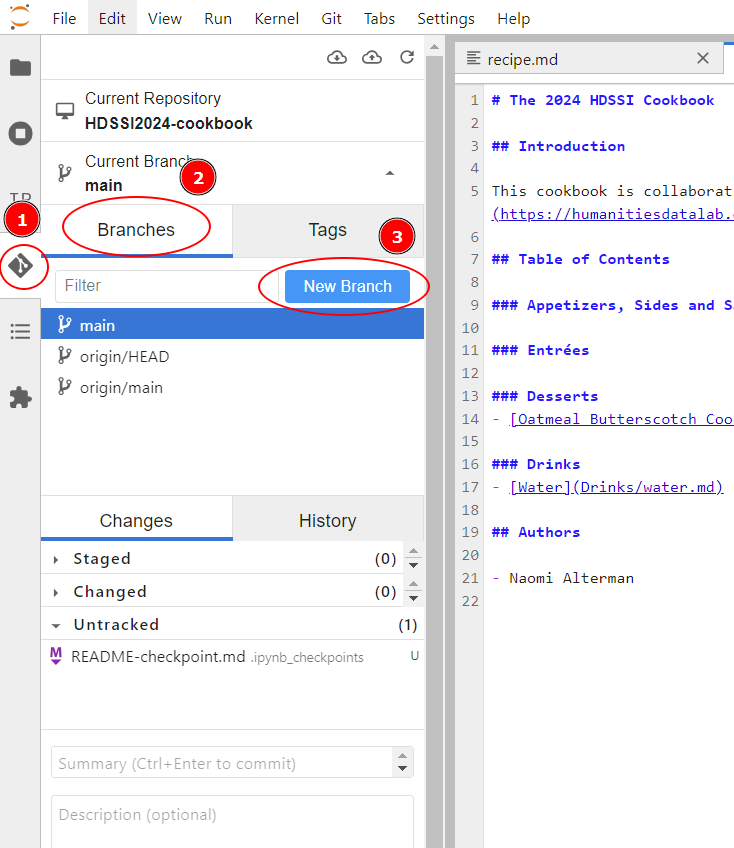 File Edit View Run Kernel Git Tabs Settings Help
Current Repository
HDSSI2024-cookbook
Current Branch
main
2
1
Branches
Tags
3
Filter
New Branch
main
origin/HEAD
origin/main
Changes
History
Staged (0)
Changed (0)
Untracked (1)
M README-checkpoint.md .ipynb_checkpoints U
Summary (Ctrl+Enter to commit)
Description (optional)
recipe.md
1 # The 2024 HDSSI Cookbook
2
3 ## Introduction
4
5 This cookbook is collaborat
(https://humanitiesdatalab.
6
7 ## Table of Contents
8
9 ### Appetizers, Sides and S
10
11 ### Entrées
12
13 ### Desserts
14 - [Oatmeal Butterscotch Coo
15
16 ### Drinks
17 - [Water](Drinks/water.md)
18
19 ## Authors
20
21 - Naomi Alterman
22